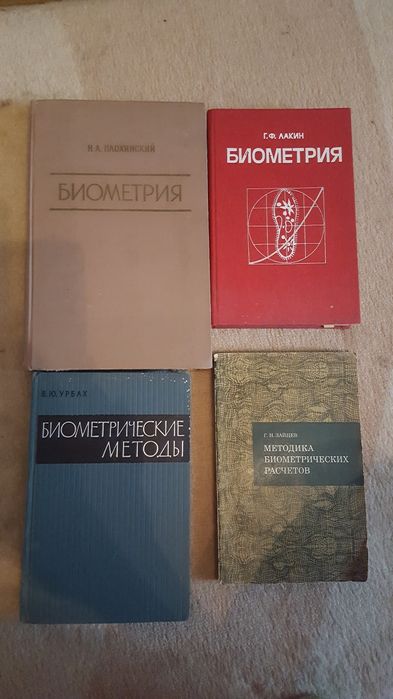 Н.А. ПЛОХИНСКИЙ
БИОМЕТРИЯ
Г.Ф. ЛАКИН
БИОМЕТРИЯ
В.Ю. УРБАХ
БИОМЕТРИЧЕСКИЕ
МЕТОДЫ
Г. Н. ЗАЙЦЕВ
МЕТОДИКА
БИОМЕТРИЧЕСКИХ
РАСЧЕТОВ